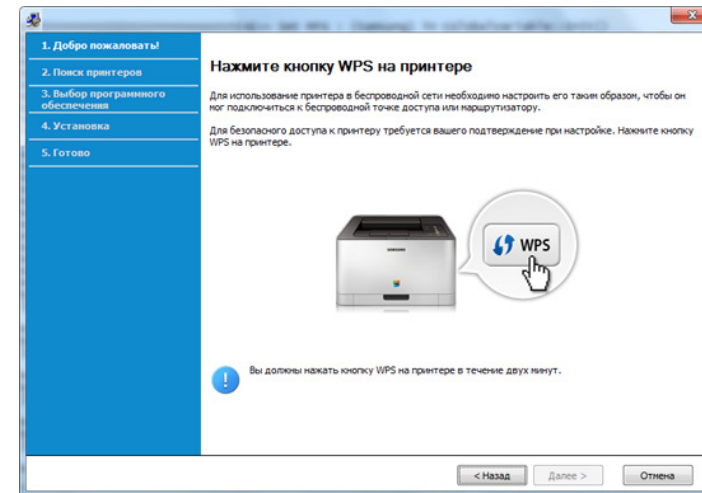 1. Добро пожаловать!
2. Поиск принтеров
3. Выбор программного
обеспечения
4. Установка
5. Готово
Нажмите кнопку WPS на принтере
Для использование принтера в беспроводной сети необходимо настроить его таким образом, чтобы он
мог подключиться к беспроводной точке доступа или маршрутизатору.
Для безопасного доступа к принтеру требуется вашего подтверждение при настройке. Нажмите кнопку
WPS на принтере.
SAMSUNG
WPS
Вы должны нажать кнопку WPS на принтере в течение двух минут.
< Назад
Далее >
Отмена